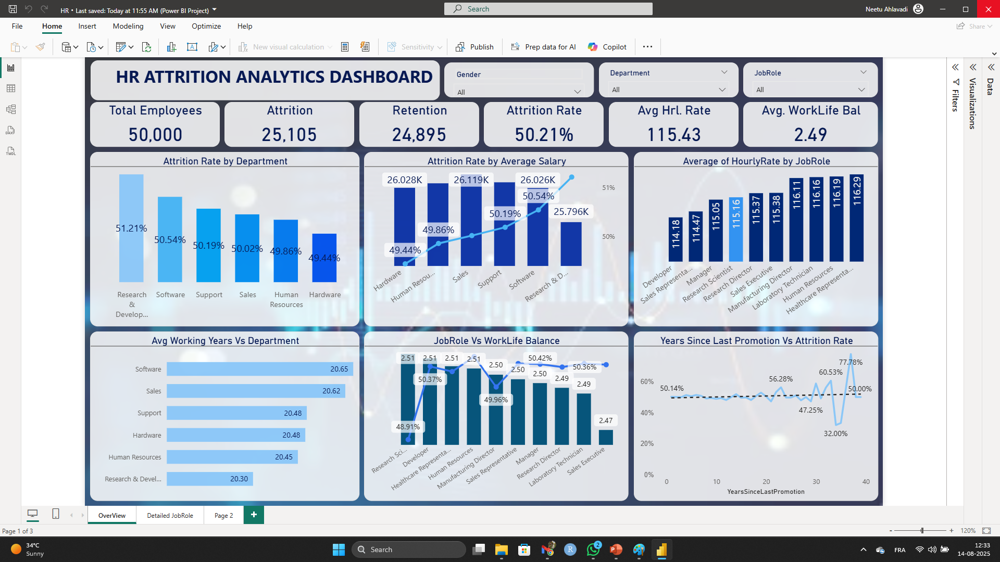 HR • Last saved: Today at 11:55 AM (Power BI Project)
Search
Neetu Ahlavadi
File
Home
Insert
Modeling
View
Optimize
Help
Share
New visual calculation
Sensitivity
Publish
Prep data for AI
Copilot
HR ATTRITION ANALYTICS DASHBOARD
Gender
All
Department
All
JobRole
All
Total Employees
50,000
Attrition
25,105
Retention
24,895
Attrition Rate
50.21%
Avg Hrl. Rate
115.43
Avg. WorkLife Bal
2.49
Attrition Rate by Department
51.21%
50.54%
50.19%
50.02%
49.86%
49.44%
Research
&
Develop...
Software
Support
Sales
Human
Resources
Hardware
Attrition Rate by Average Salary
26.028K
26.119K
26.026K
25.796K
49.44%
49.86%
50.19%
50.54%
51%
50%
Hardware
Human Resou...
Sales
Support
Software
Research & D...
Average of HourlyRate by JobRole
114.18
114.47
115.05
115.16
115.37
115.38
116.11
116.16
116.19
116.29
Developer
Sales Representa...
Manager
Research Scientist
Research Director
Sales Executive
Manufacturing Director
Laboratory Technician
Human Resources
Healthcare Representa...
Avg Working Years Vs Department
Software
20.65
Sales
20.62
Support
20.48
Hardware
20.48
Human Resources
20.45
Research & Devel...
20.30
JobRole Vs WorkLife Balance
2.51
2.51
2.51
2.51
2.50
2.50
2.50
2.49
2.49
2.47
48.91%
50.37%
49.96%
50.42%
50.36%
Research Sci...
Developer
Healthcare Representa...
Human Resources
Manufacturing Director
Sales Representative
Manager
Research Director
Laboratory Technician
Sales Executive
Years Since Last Promotion Vs Attrition Rate
60%
40%
20%
0%
50.14%
56.28%
47.25%
60.53%
32.00%
77.78%
50.00%
0
10
20
30
40
YearsSinceLastPromotion
Filters
Visualizations
Data
DAX
TMDL
OverView
Detailed JobRole
Page 2
Page 1 of 3
120%
34°C
Sunny
Search
R
2
FRA
12:33
14-08-2025